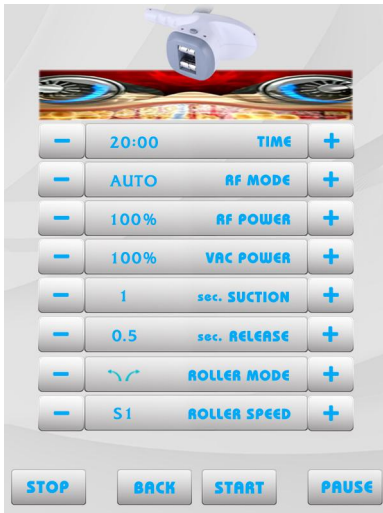 − 20:00 TIME +
− AUTO RF MODE +
− 100% RF POWER +
− 100% VAC POWER +
− 1 sec. SUCTION +
− 0.5 sec. RELEASE +
− ROLLER MODE +
− S1 ROLLER SPEED +
STOP BACK START PAUSE